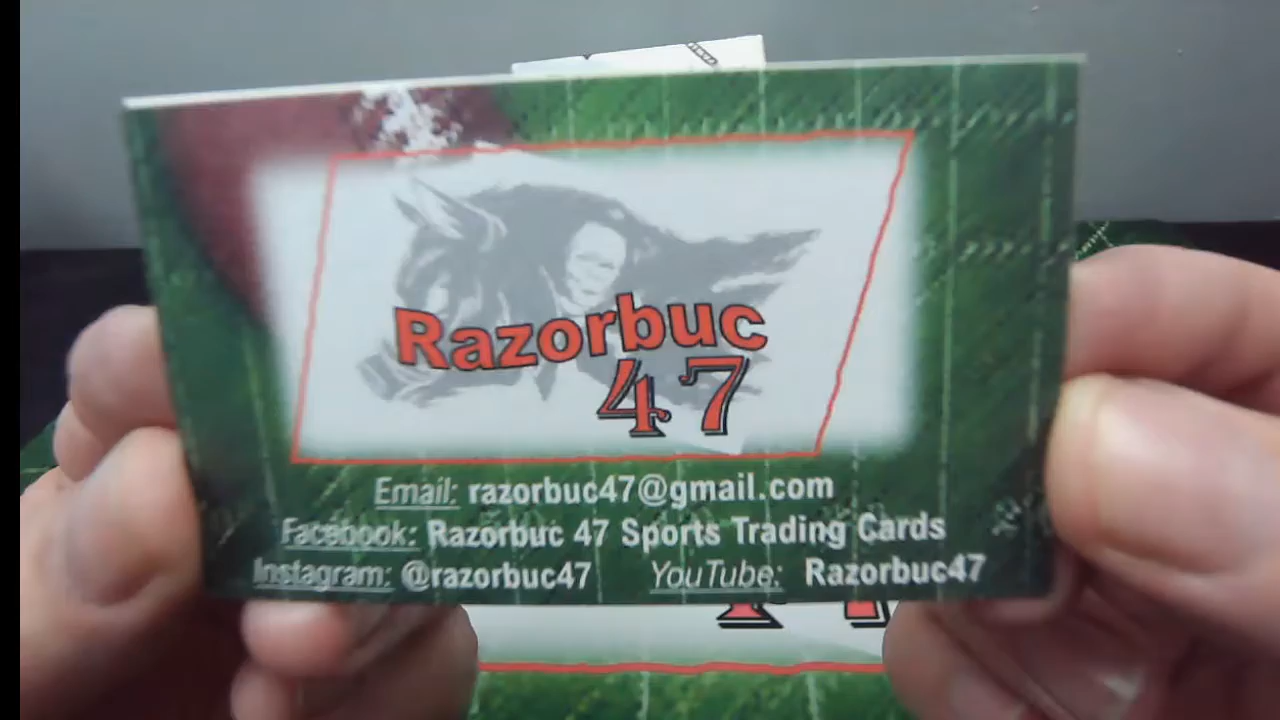 Razorbuc
47
Email: razorbuc47@gmail.com
Facebook: Razorbuc 47 Sports Trading Cards
Instagram: @razorbuc47 YouTube: Razorbuc47